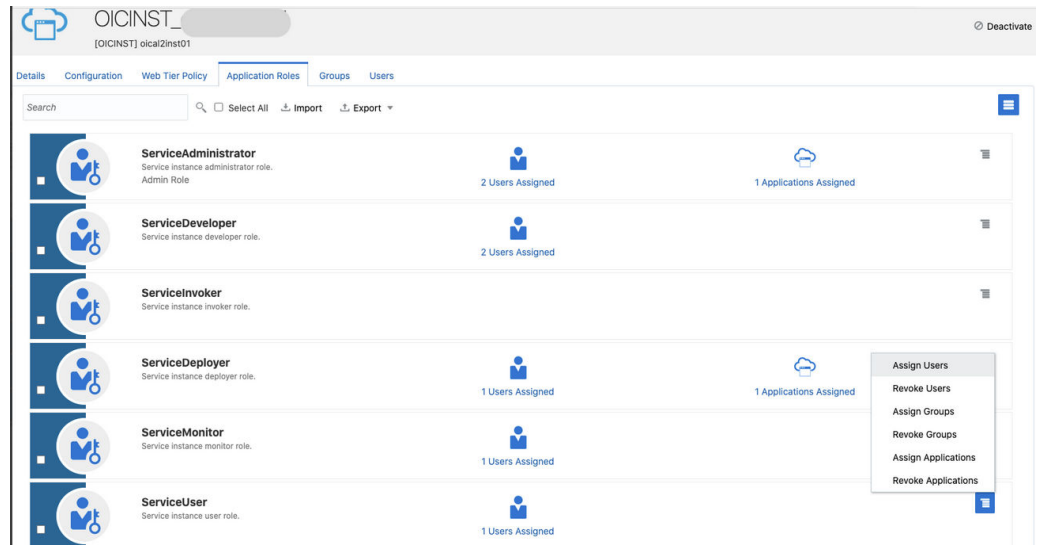 OICINST_
[OICINST] oical2inst01
Deactivate
Details Configuration Web Tier Policy Application Roles Groups Users
Search Select All Import Export
ServiceAdministrator
Service instance administrator role.
Admin Role
2 Users Assigned 1 Applications Assigned
ServiceDeveloper
Service instance developer role.
2 Users Assigned
ServiceInvoker
Service instance invoker role.
ServiceDeployer
Service instance deployer role.
1 Users Assigned 1 Applications Assigned
Assign Users
Revoke Users
Assign Groups
Revoke Groups
Assign Applications
Revoke Applications
ServiceMonitor
Service instance monitor role.
1 Users Assigned
ServiceUser
Service instance user role.
1 Users Assigned